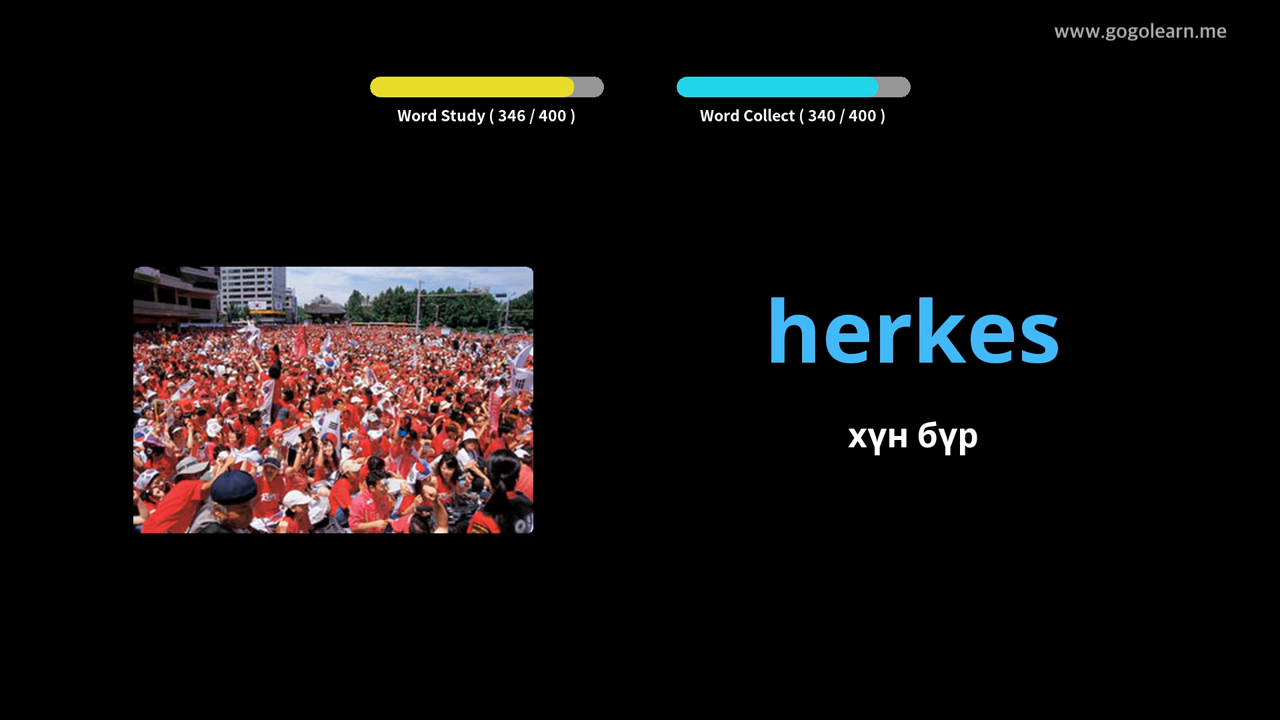 www.gogolearn.me
Word Study ( 346 / 400 )
Word Collect ( 340 / 400 )
herkes
хүн бүр